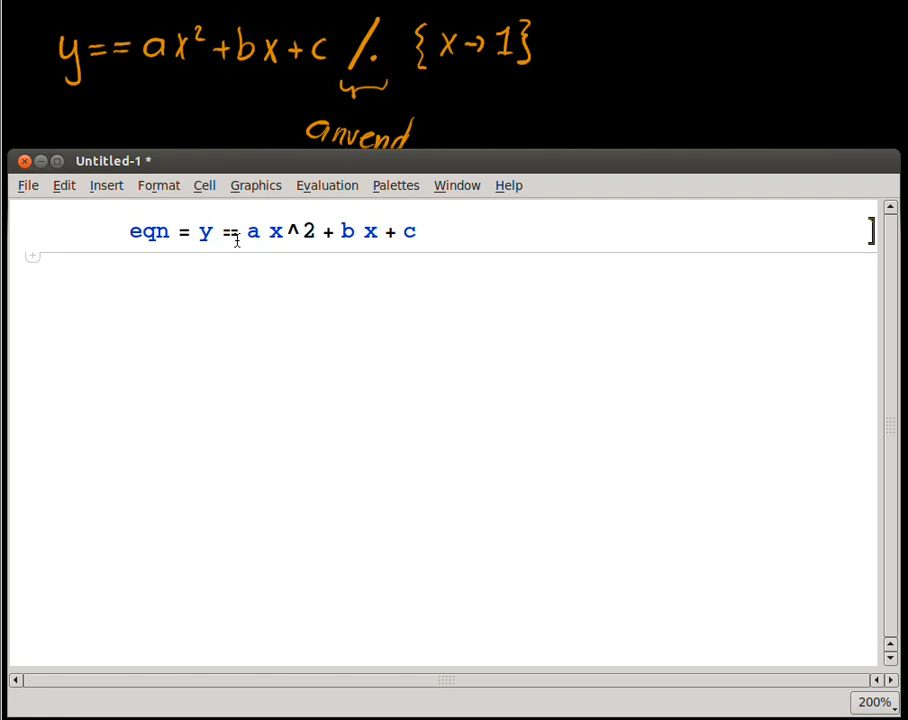 y == ax²+bx+c /. {x→1}
anvend
Untitled-1 *
File Edit Insert Format Cell Graphics Evaluation Palettes Window Help
eqn = y == a x^2 + b x + c
200%